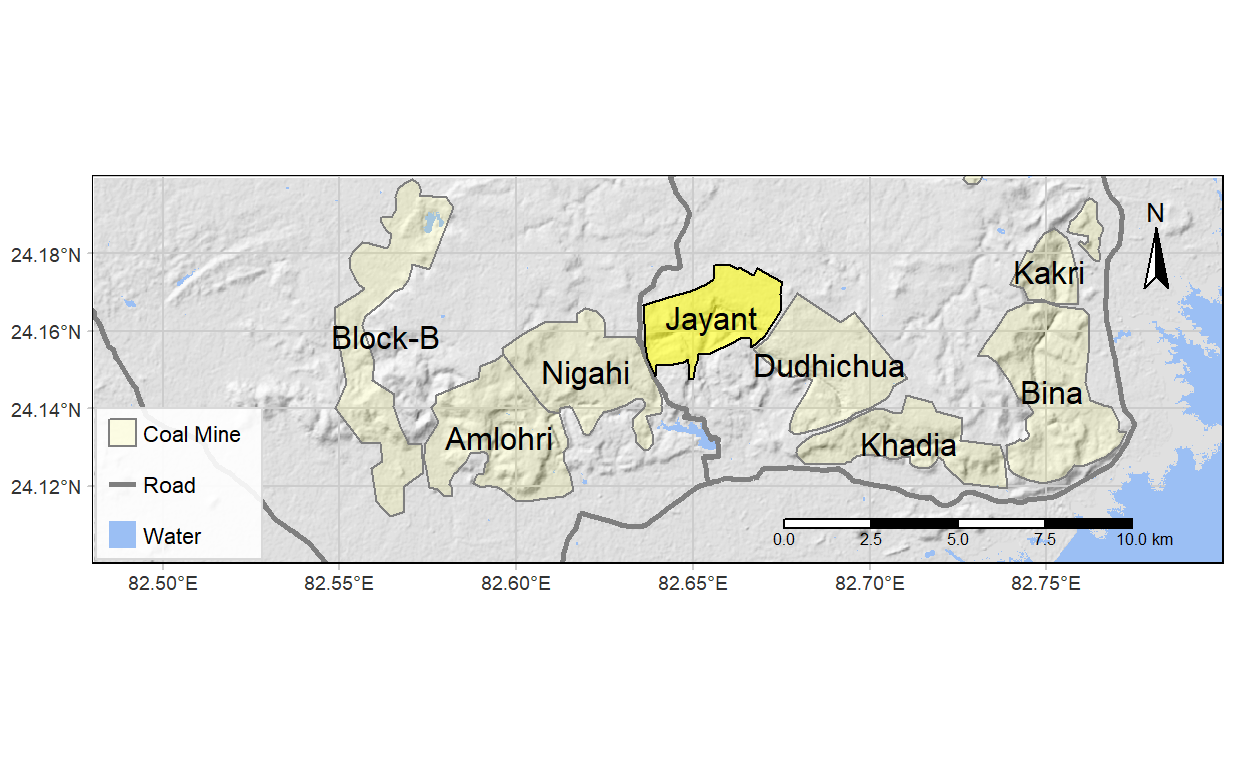 N
24.18°N
24.16°N
24.14°N
24.12°N
Kakri
Jayant
Block-B
Dudhichua
Nigahi
Bina
Amlohri
Khadia
Coal Mine
Road
Water
0.0 2.5 5.0 7.5 10.0 km
82.50°E 82.55°E 82.60°E 82.65°E 82.70°E 82.75°E